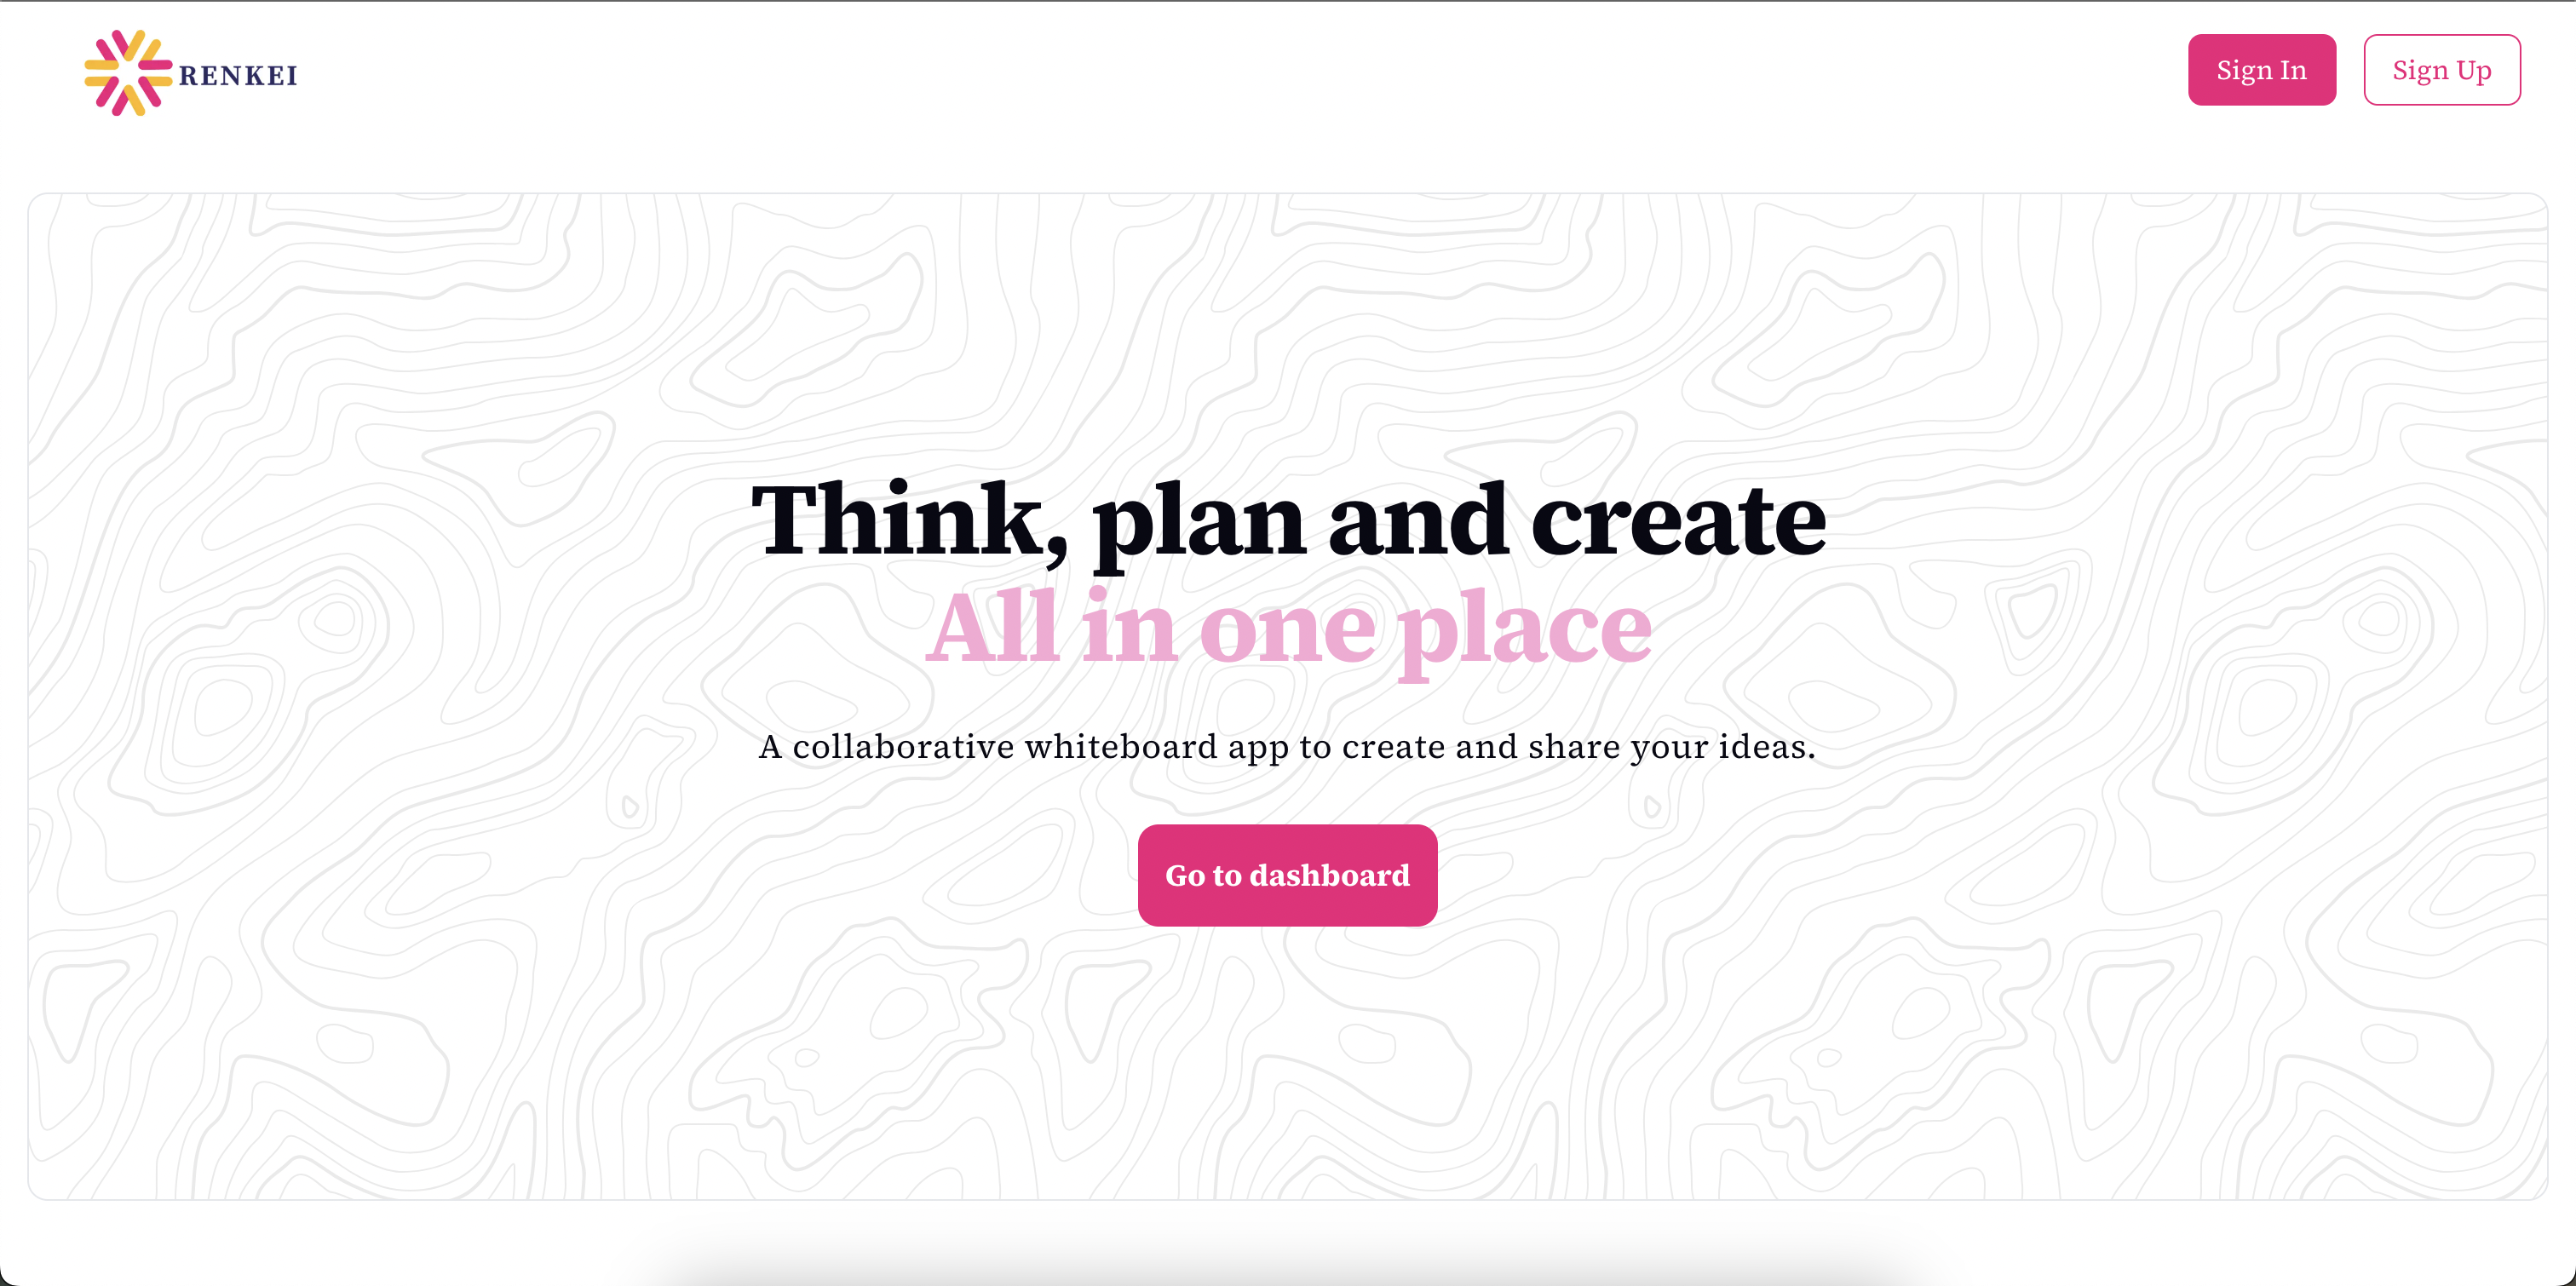 RENKEI
Sign In
Sign Up
Think, plan and create
All in one place
A collaborative whiteboard app to create and share your ideas.
Go to dashboard